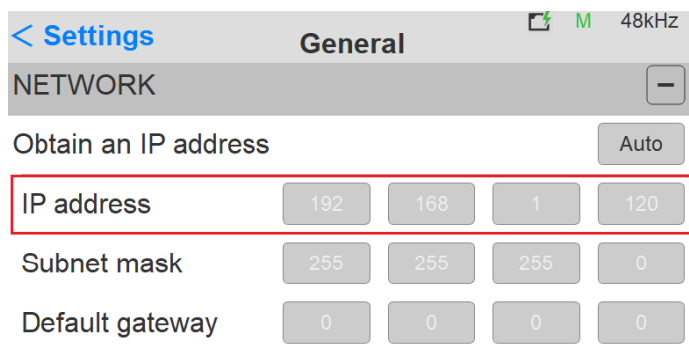 < Settings General M 48kHz
NETWORK −
Obtain an IP address Auto
IP address 192 168 1 120
Subnet mask 255 255 255 0
Default gateway 0 0 0 0